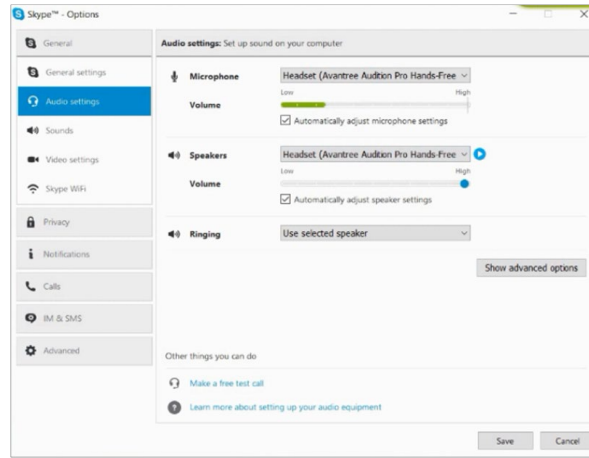 Skype™ - Options
General
General settings
Audio settings
Sounds
Video settings
Skype WiFi
Privacy
Notifications
Calls
IM & SMS
Advanced
Audio settings: Set up sound on your computer
Microphone
Headset (Avantree Audition Pro Hands-Free
Volume
Low High
Automatically adjust microphone settings
Speakers
Headset (Avantree Audition Pro Hands-Free
Volume
Low High
Automatically adjust speaker settings
Ringing
Use selected speaker
Show advanced options
Other things you can do
Make a free test call
Learn more about setting up your audio equipment
Save
Cancel